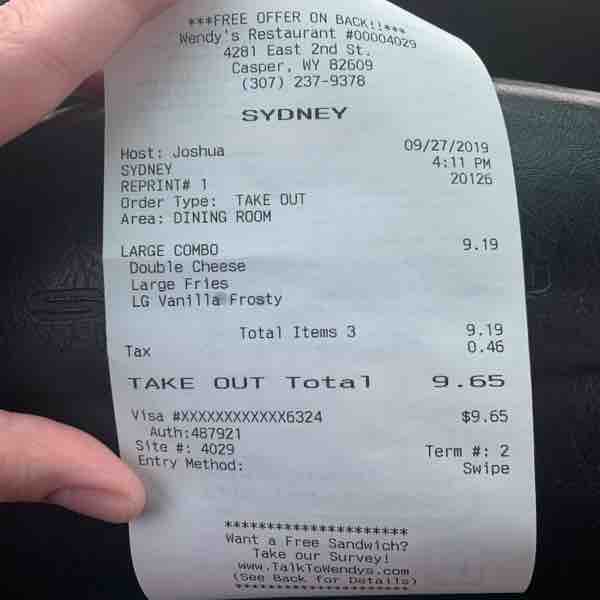 ***FREE OFFER ON BACK!!***
Wendy's Restaurant #00004029
4281 East 2nd St.
Casper, WY 82609
(307) 237-9378
SYDNEY
Host: Joshua 09/27/2019
SYDNEY 4:11 PM
REPRINT# 1 20126
Order Type: TAKE OUT
Area: DINING ROOM
LARGE COMBO 9.19
Double Cheese
Large Fries
LG Vanilla Frosty
Total Items 3 9.19
Tax 0.46
TAKE OUT Total 9.65
Visa #XXXXXXXXXXXX6324 $9.65
Auth:487921
Site #: 4029 Term #: 2
Entry Method: Swipe
*********************
Want a Free Sandwich?
Take our Survey!
www.TalkToWendys.com
(See Back for Details)
*********************